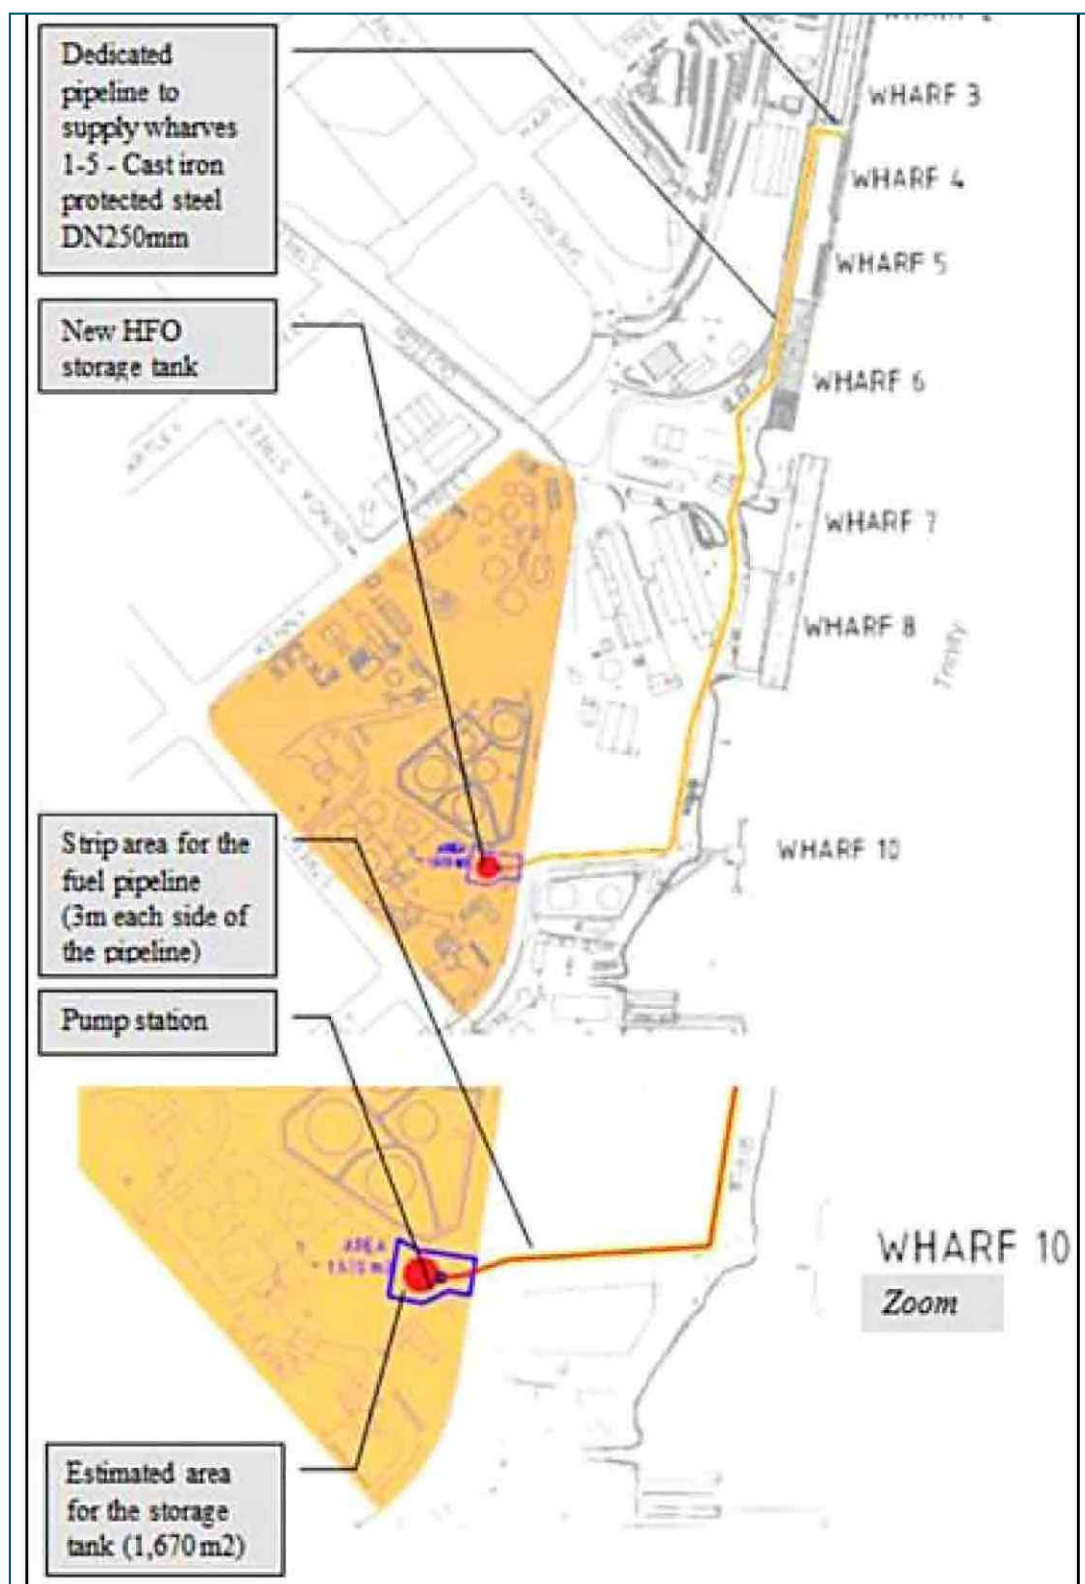 Dedicated
pipeline to
supply wharves
1-5 - Cast iron
protected steel
DN250mm
New HFO
storage tank
Strip area for the
fuel pipeline
(3m each side of
the pipeline)
Pump station
Estimated area
for the storage
tank (1,670 m2)
WHARF 3
WHARF 4
WHARF 5
WHARF 6
WHARF 7
WHARF 8
Trinity
WHARF 10
AREA
AREA
WHARF 10
Zoom